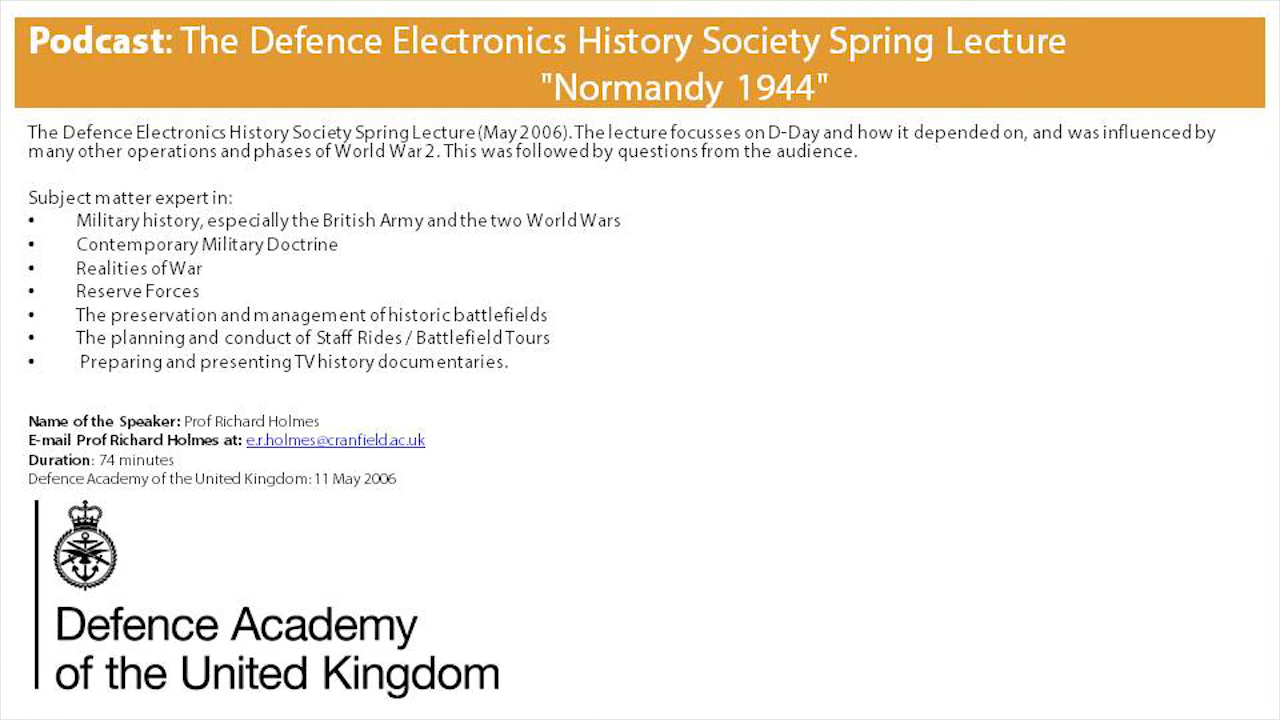 Podcast: The Defence Electronics History Society Spring Lecture
"Normandy 1944"
The Defence Electronics History Society Spring Lecture (May 2006). The lecture focusses on D-Day and how it depended on, and was influenced by
many other operations and phases of World War 2. This was followed by questions from the audience.
Subject matter expert in:
• Military history, especially the British Army and the two World Wars
• Contemporary Military Doctrine
• Realities of War
• Reserve Forces
• The preservation and management of historic battlefields
• The planning and conduct of Staff Rides / Battlefield Tours
• Preparing and presenting TV history documentaries.
Name of the Speaker: Prof Richard Holmes
E-mail Prof Richard Holmes at: e.r.holmes@cranfield.ac.uk
Duration: 74 minutes
Defence Academy of the United Kingdom: 11 May 2006
Defence Academy
of the United Kingdom